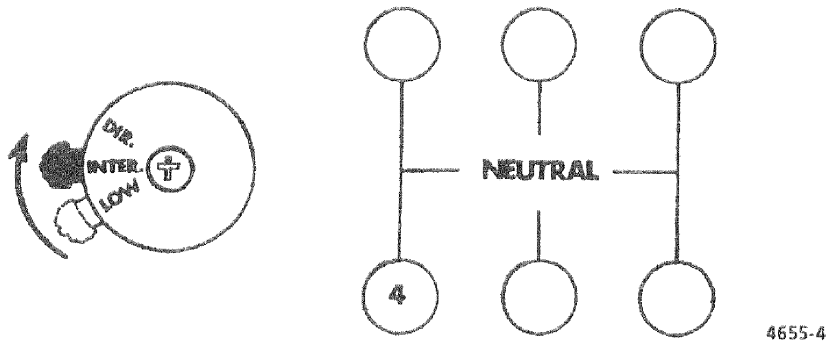 DIR.
INTER.
LOW
NEUTRAL
4
4655-4